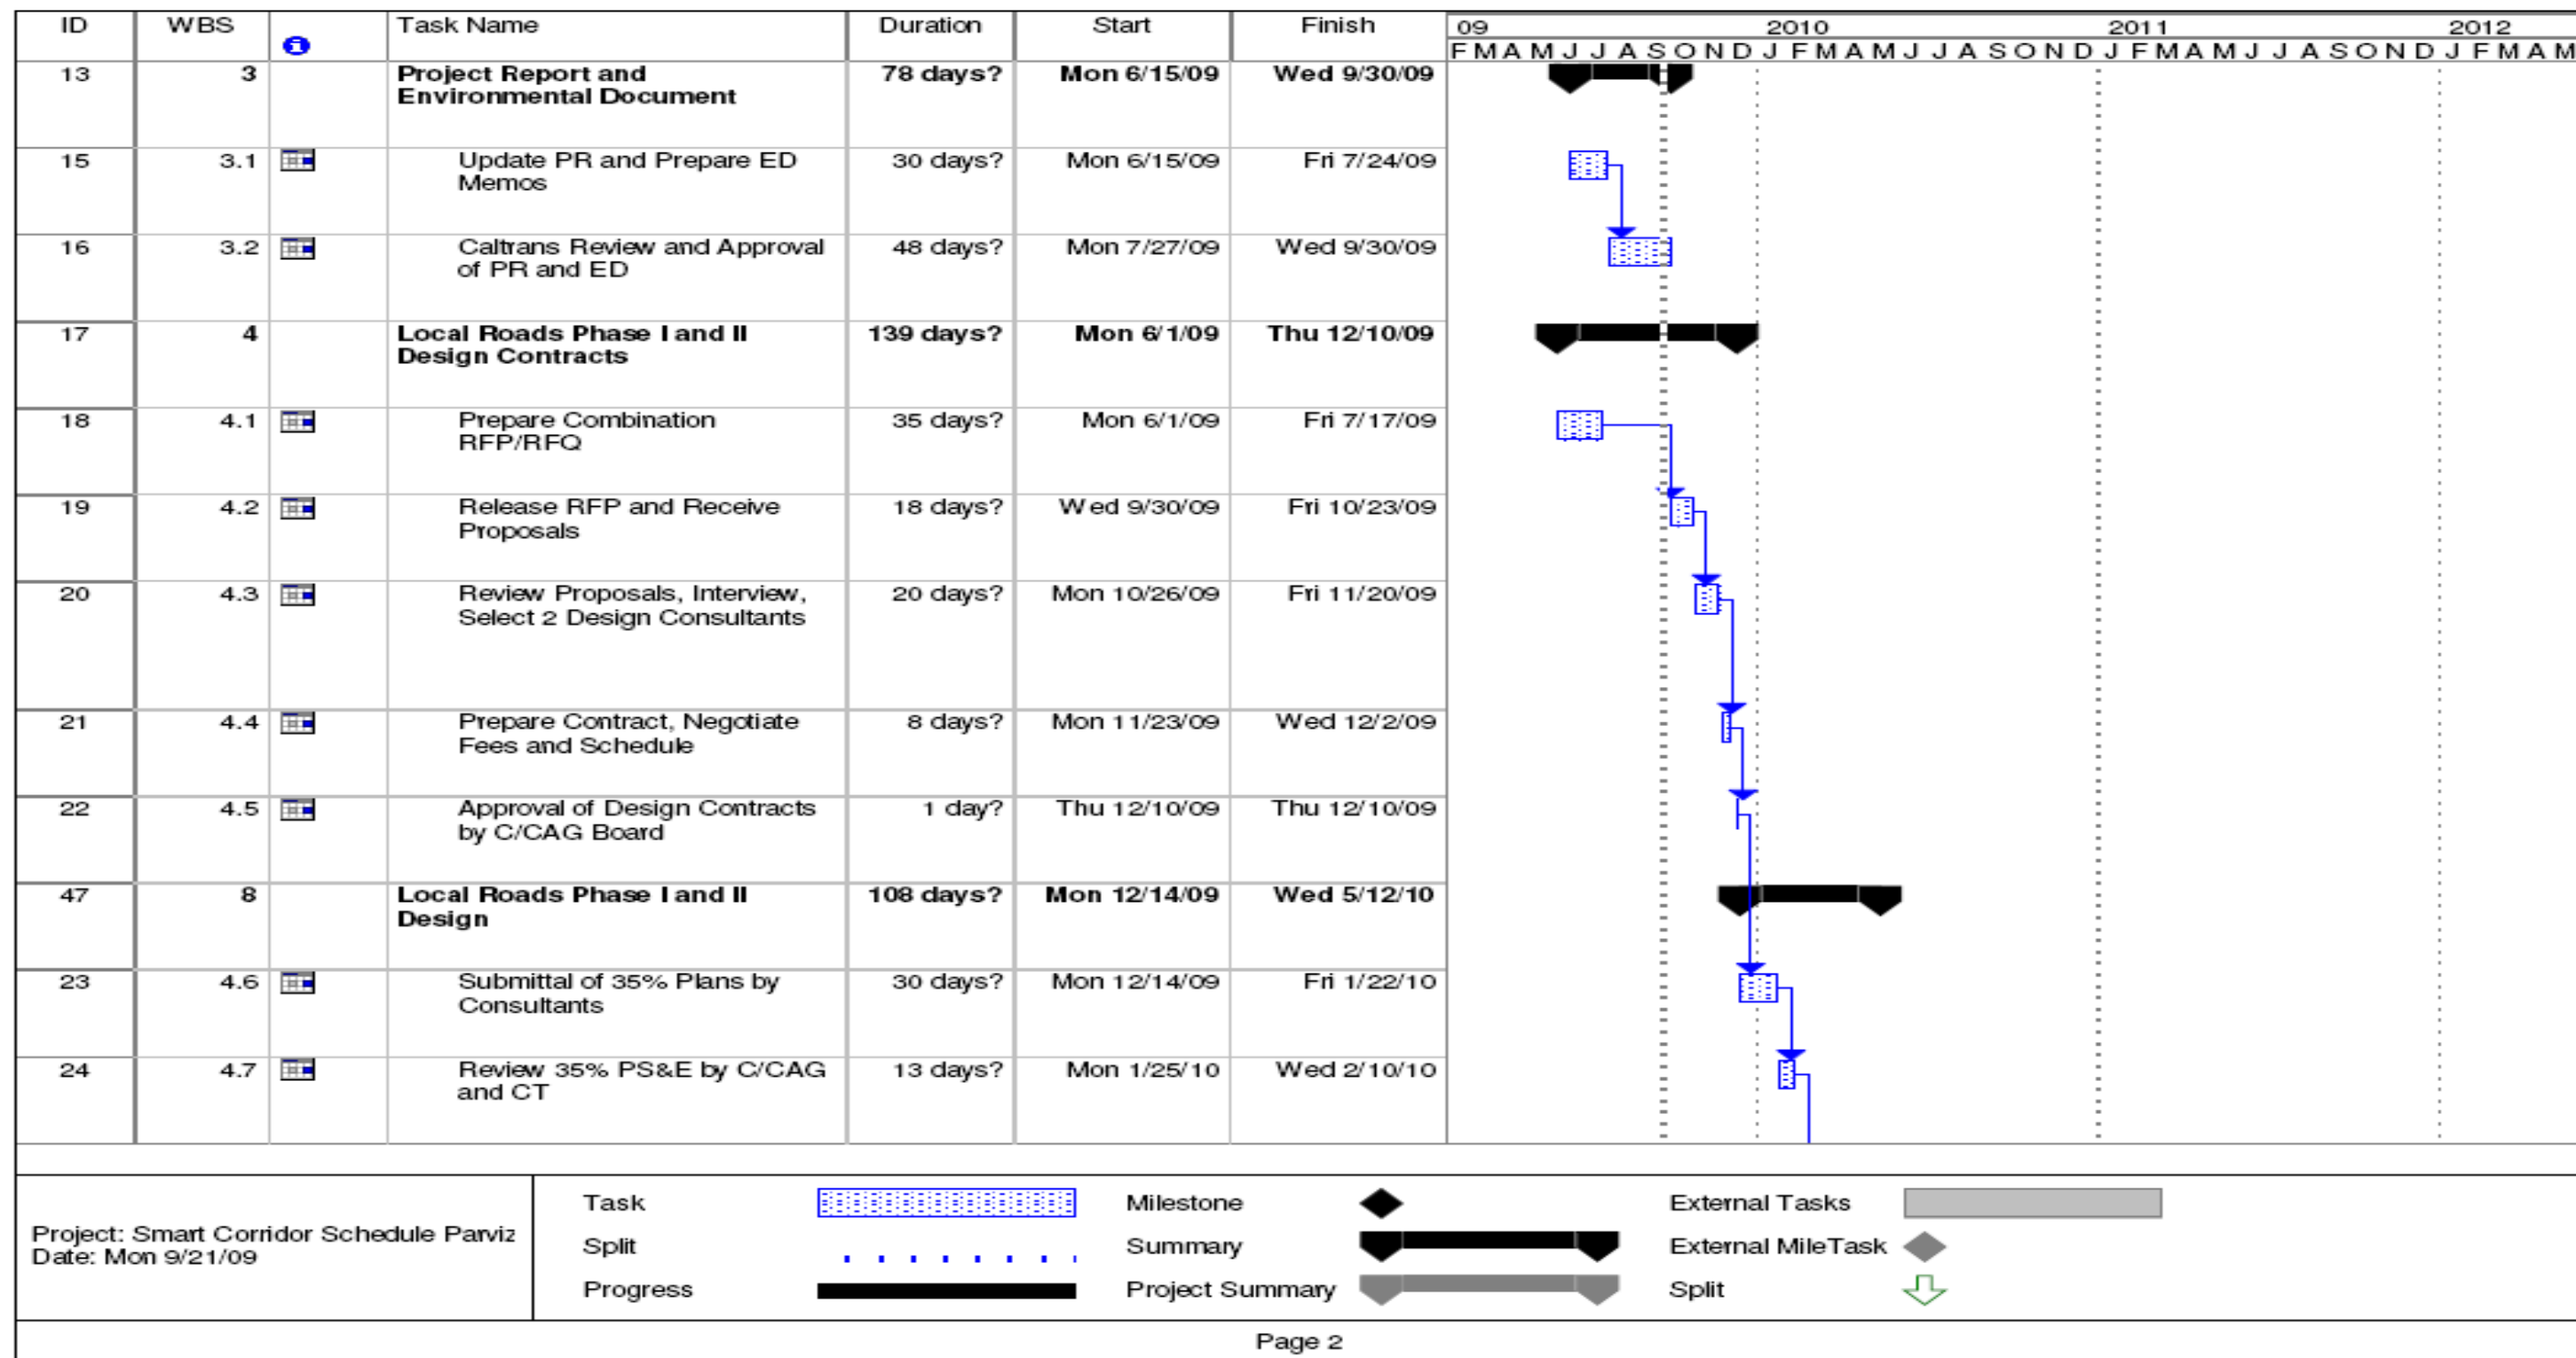 ID WBS Task Name Duration Start Finish 09 2010 2011 2012
F M A M J J A S O N D J F M A M J J A S O N D J F M A M J J A S O N D J F M A M
13 3 Project Report and 78 days? Mon 6/15/09 Wed 9/30/09
Environmental Document
15 3.1 Update PR and Prepare ED 30 days? Mon 6/15/09 Fri 7/24/09
Memos
16 3.2 Caltrans Review and Approval 48 days? Mon 7/27/09 Wed 9/30/09
of PR and ED
17 4 Local Roads Phase I and II 139 days? Mon 6/1/09 Thu 12/10/09
Design Contracts
18 4.1 Prepare Combination 35 days? Mon 6/1/09 Fri 7/17/09
RFP/RFQ
19 4.2 Release RFP and Receive 18 days? Wed 9/30/09 Fri 10/23/09
Proposals
20 4.3 Review Proposals, Interview, 20 days? Mon 10/26/09 Fri 11/20/09
Select 2 Design Consultants
21 4.4 Prepare Contract, Negotiate 8 days? Mon 11/23/09 Wed 12/2/09
Fees and Schedule
22 4.5 Approval of Design Contracts 1 day? Thu 12/10/09 Thu 12/10/09
by C/CAG Board
47 8 Local Roads Phase I and II 108 days? Mon 12/14/09 Wed 5/12/10
Design
23 4.6 Submittal of 35% Plans by 30 days? Mon 12/14/09 Fri 1/22/10
Consultants
24 4.7 Review 35% PS&E by C/CAG 13 days? Mon 1/25/10 Wed 2/10/10
and CT
Project: Smart Corridor Schedule Parviz
Date: Mon 9/21/09
Task Milestone External Tasks
Split Summary External MileTask
Progress Project Summary Split
Page 2